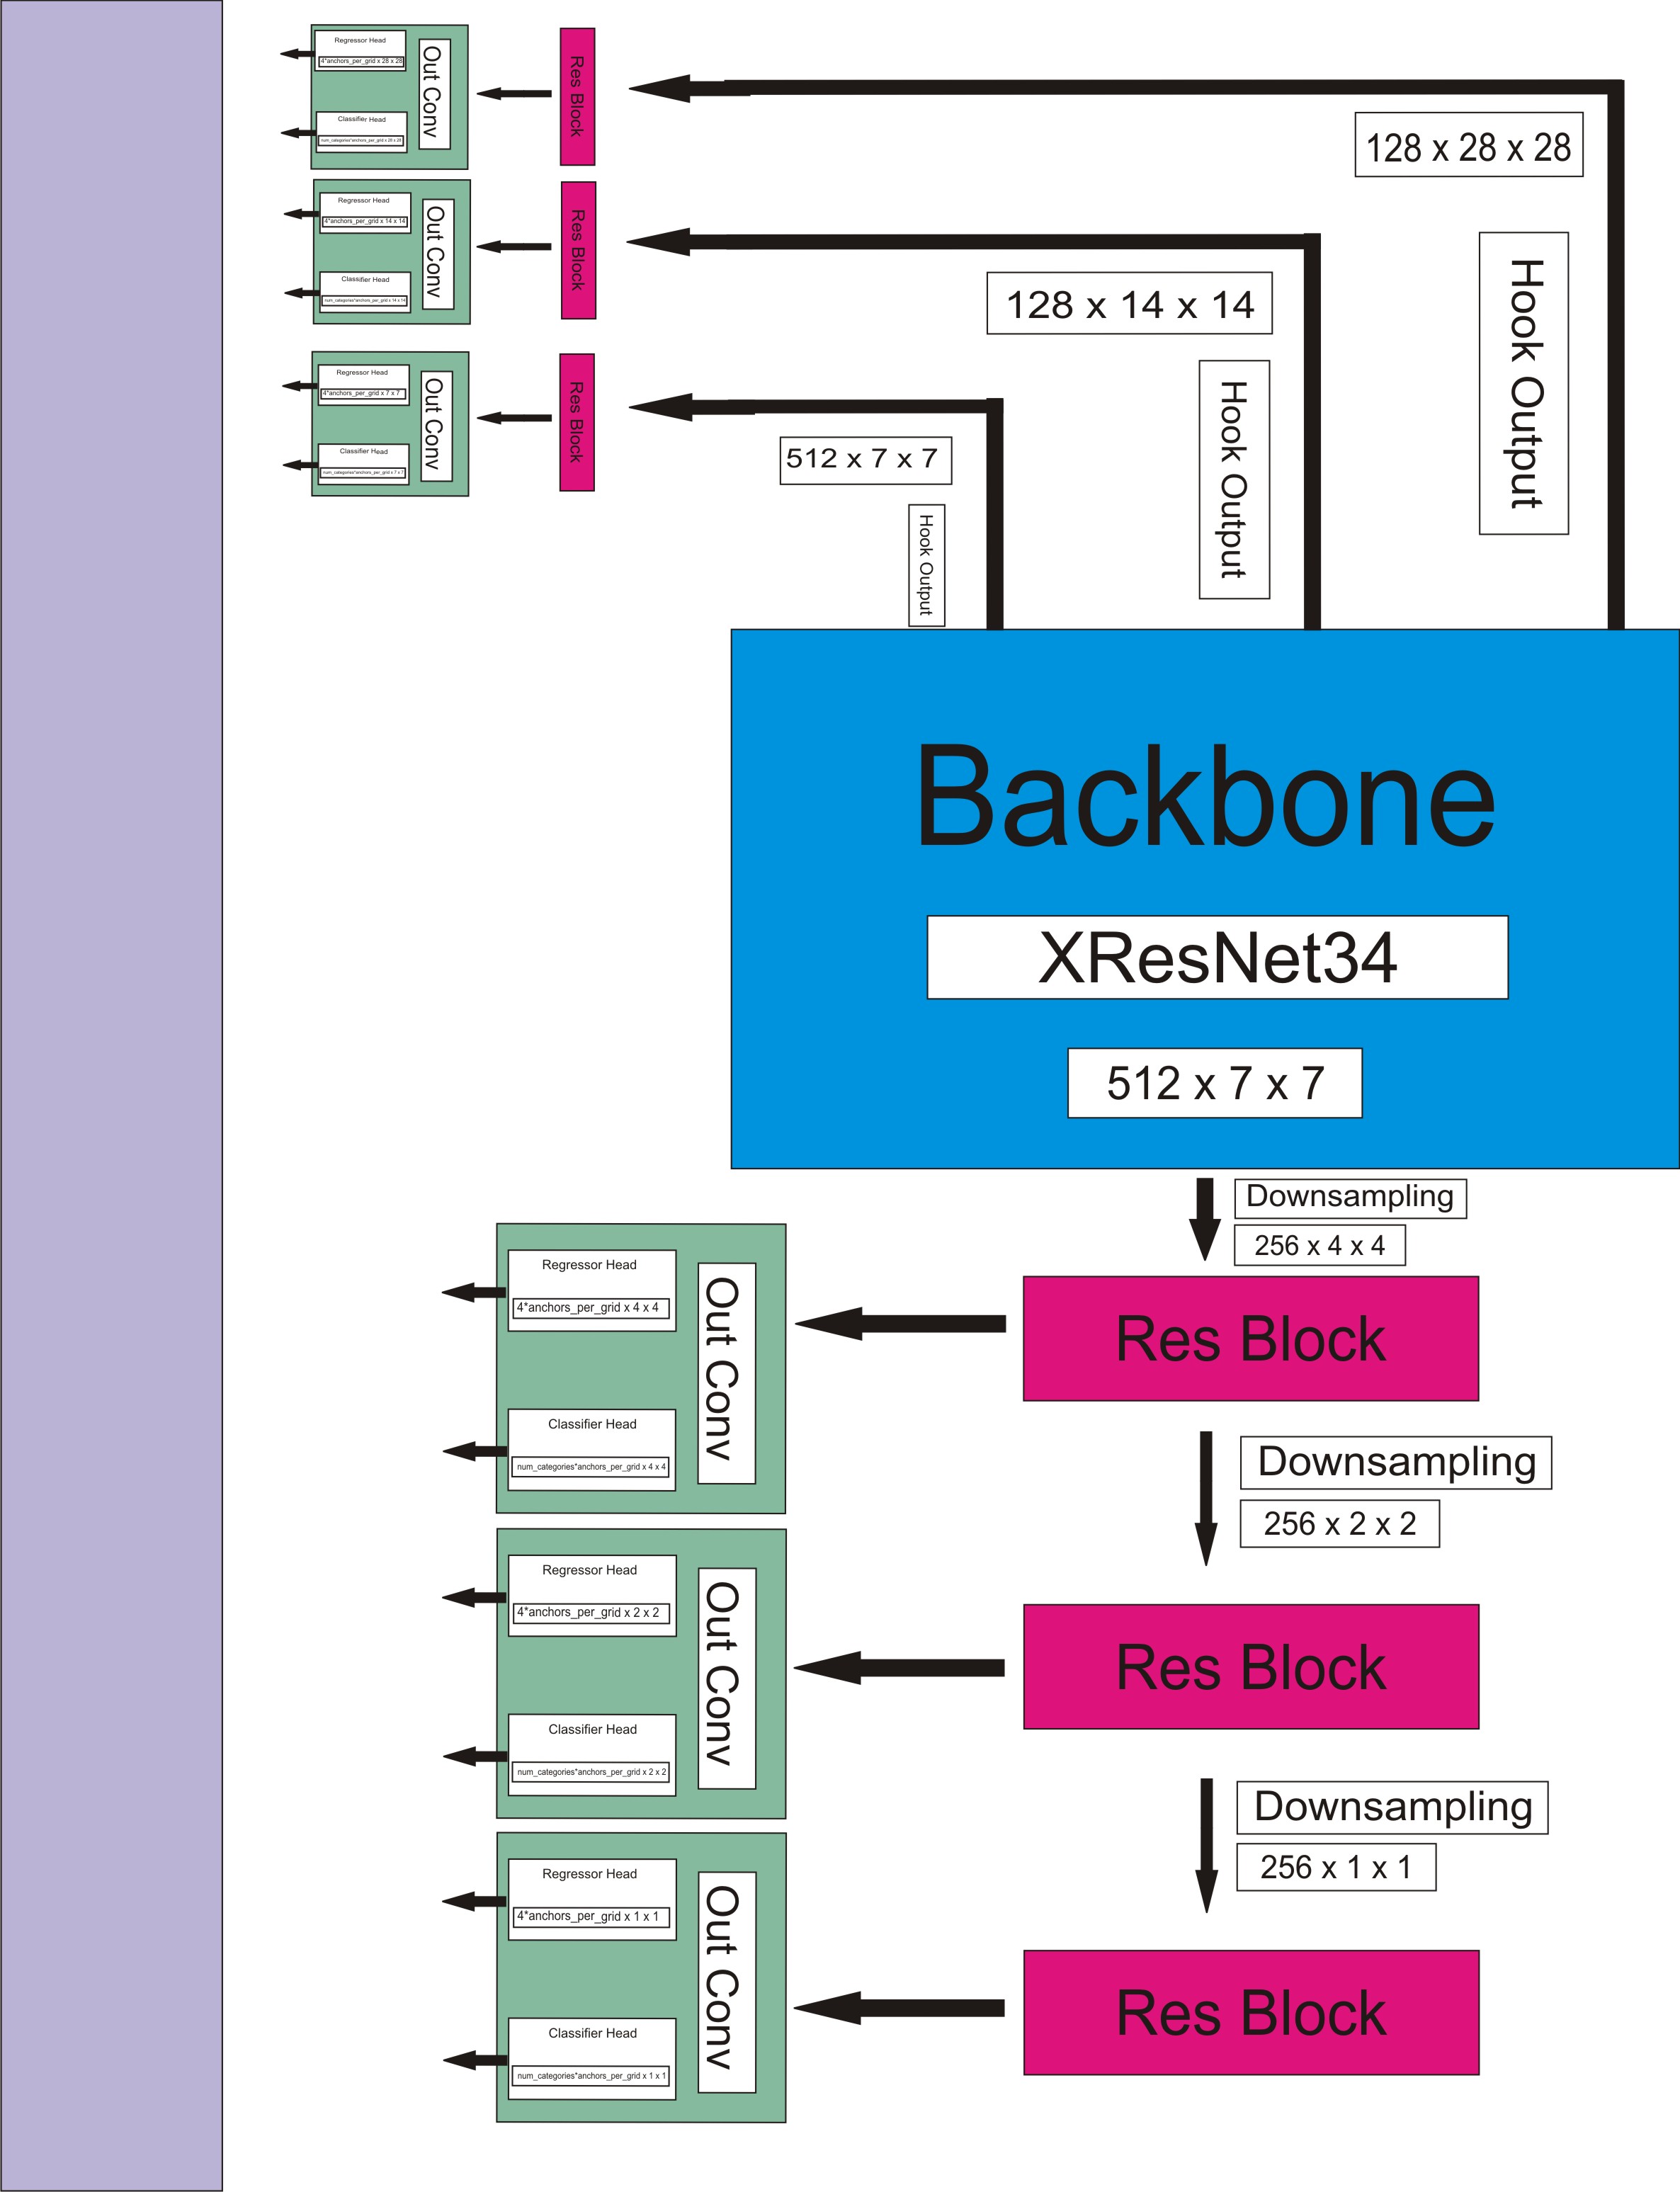 Regressor Head
4*anchors_per_grid x 28 x 28
Classifier Head
num_categories*anchors_per_grid x 28 x 28
Out Conv
Res Block
128 x 28 x 28
Hook Output
Regressor Head
4*anchors_per_grid x 14 x 14
Classifier Head
num_categories*anchors_per_grid x 14 x 14
Out Conv
Res Block
128 x 14 x 14
Hook Output
Regressor Head
4*anchors_per_grid x 7 x 7
Classifier Head
num_categories*anchors_per_grid x 7 x 7
Out Conv
Res Block
512 x 7 x 7
Hook Output
Backbone
XResNet34
512 x 7 x 7
Downsampling
256 x 4 x 4
Regressor Head
4*anchors_per_grid x 4 x 4
Classifier Head
num_categories*anchors_per_grid x 4 x 4
Out Conv
Res Block
Downsampling
256 x 2 x 2
Regressor Head
4*anchors_per_grid x 2 x 2
Classifier Head
num_categories*anchors_per_grid x 2 x 2
Out Conv
Res Block
Downsampling
256 x 1 x 1
Regressor Head
4*anchors_per_grid x 1 x 1
Classifier Head
num_categories*anchors_per_grid x 1 x 1
Out Conv
Res Block